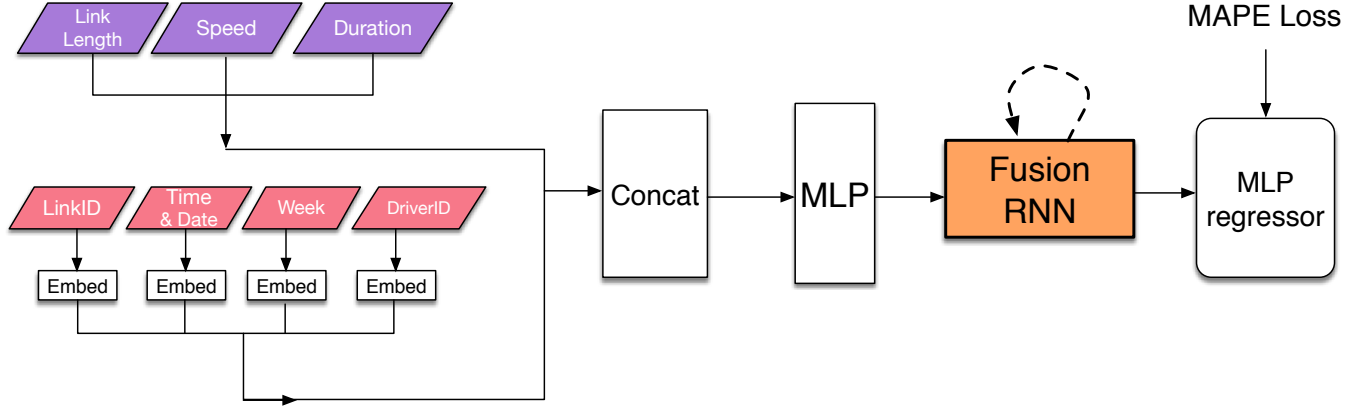 Link
Length
Speed
Duration
MAPE Loss
LinkID
Time
& Date
Week
DriverID
Embed
Embed
Embed
Embed
Concat
MLP
Fusion
RNN
MLP
regressor